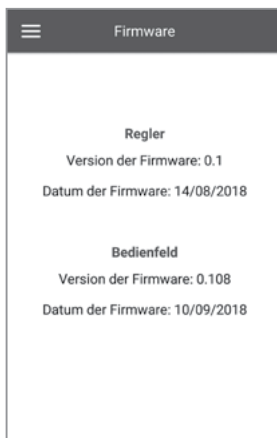 Firmware
Regler
Version der Firmware: 0.1
Datum der Firmware: 14/08/2018
Bedienfeld
Version der Firmware: 0.108
Datum der Firmware: 10/09/2018